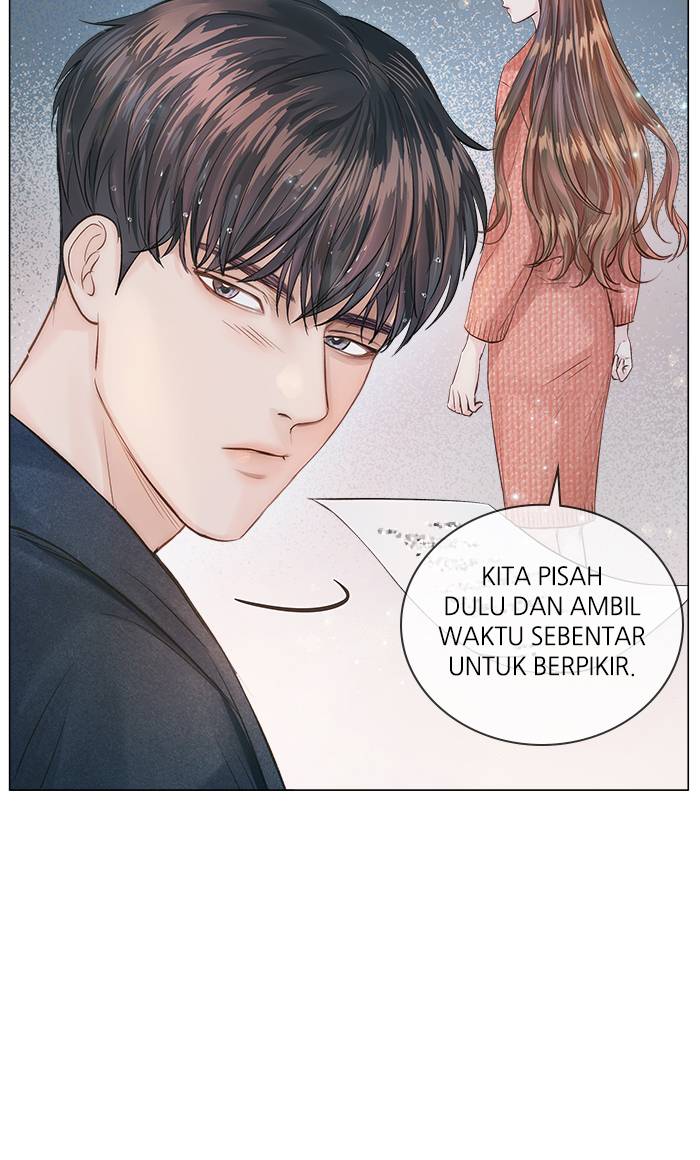 KITA PISAH
DULU DAN AMBIL
WAKTU SEBENTAR
UNTUK BERPIKIR.